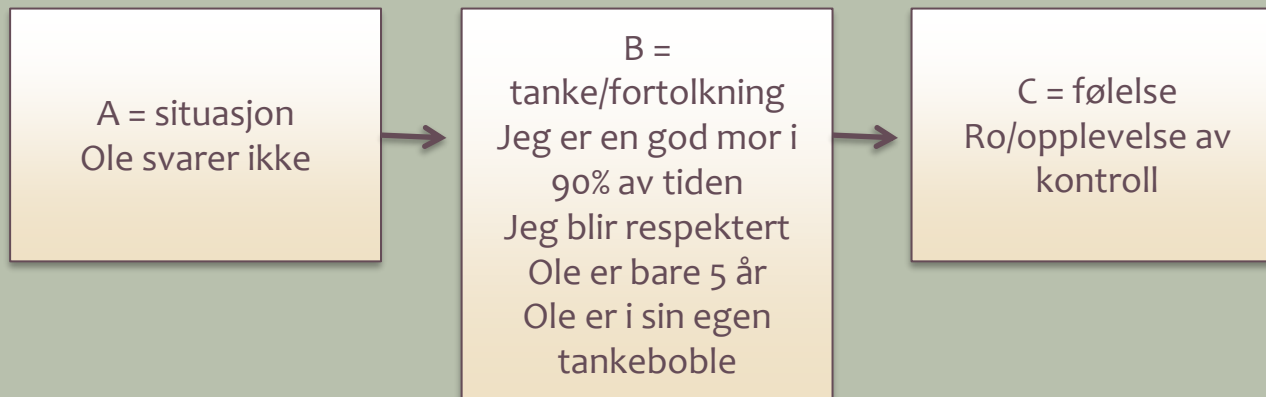 A = situasjon
Ole svarer ikke
B =
tanke/fortolkning
Jeg er en god mor i
90% av tiden
Jeg blir respektert
Ole er bare 5 år
Ole er i sin egen
tankeboble
C = følelse
Ro/opplevelse av
kontroll